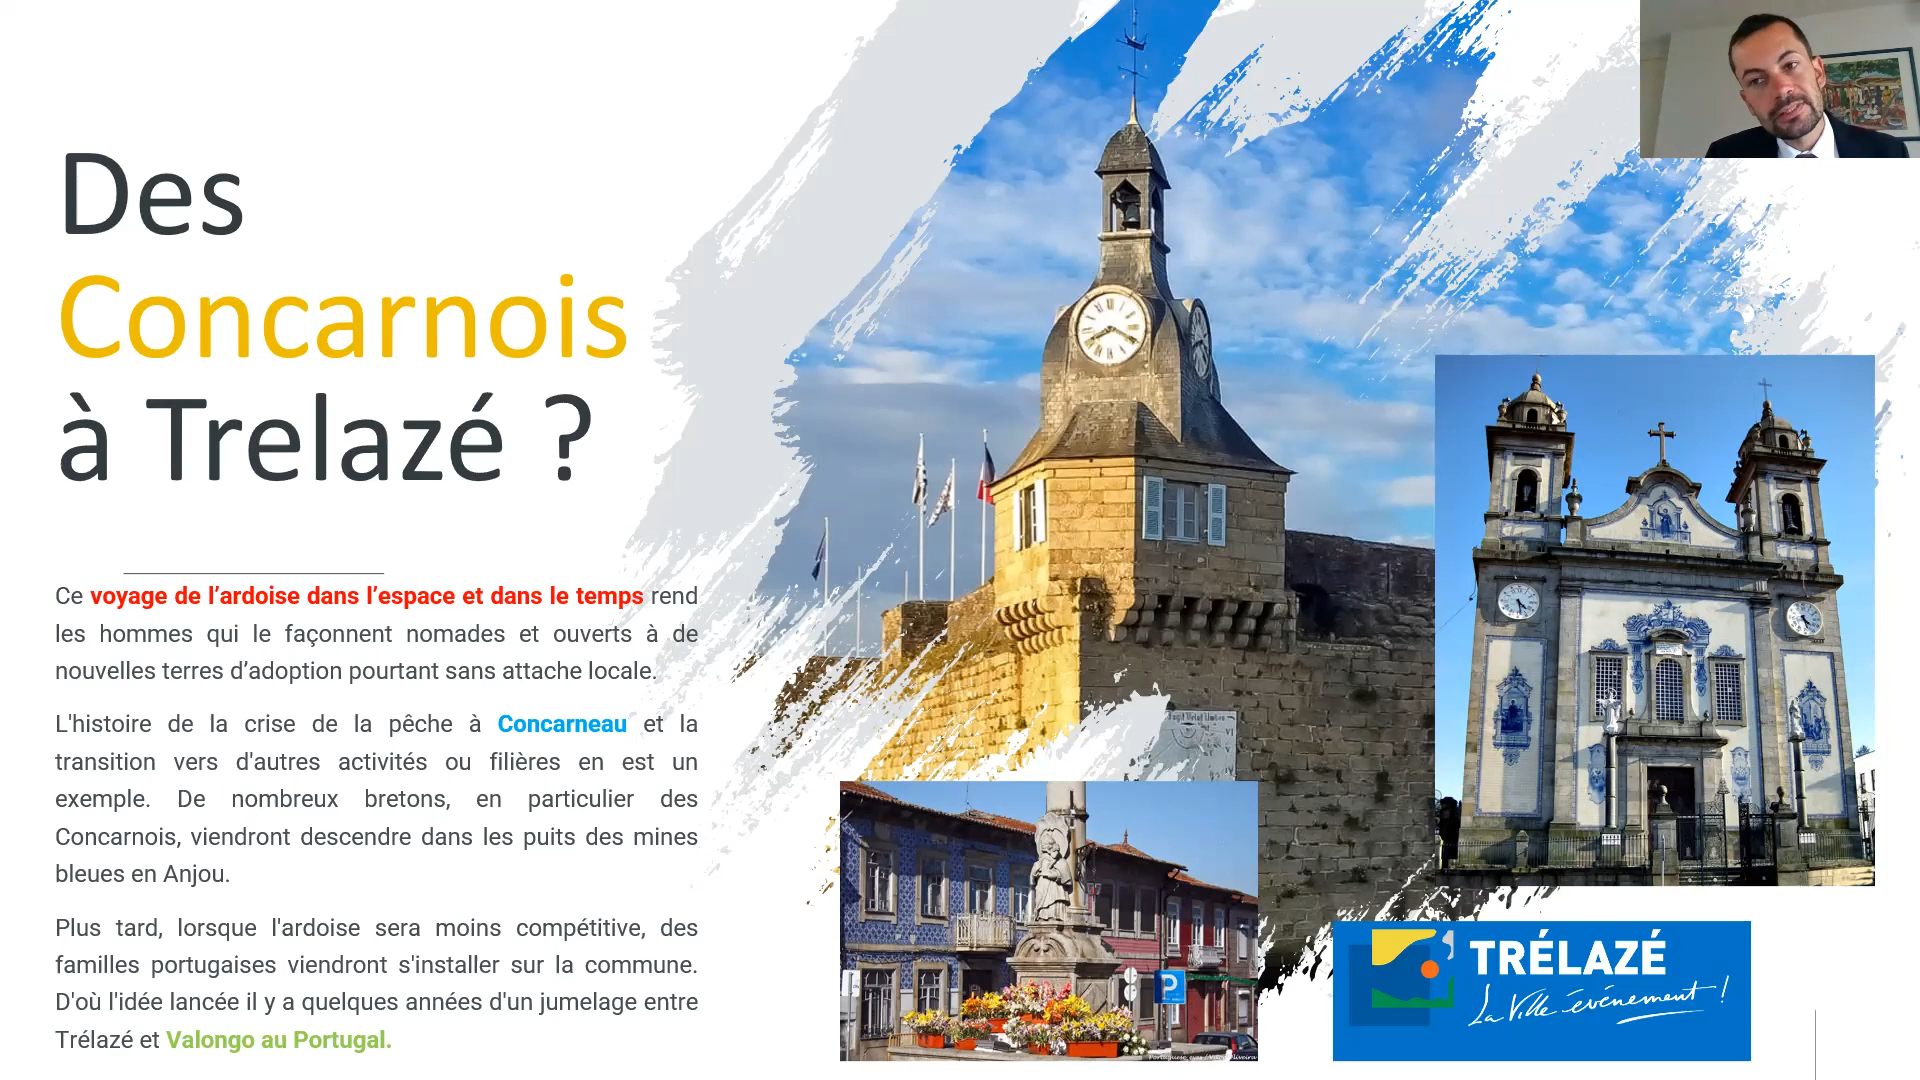 Des
Concarnois
à Trelazé ?
Ce voyage de l’ardoise dans l’espace et dans le temps rend
les hommes qui le façonnent nomades et ouverts à de
nouvelles terres d’adoption pourtant sans attache locale.
L'histoire de la crise de la pêche à Concarneau et la
transition vers d'autres activités ou filières en est un
exemple. De nombreux bretons, en particulier des
Concarnois, viendront descendre dans les puits des mines
bleues en Anjou.
Plus tard, lorsque l'ardoise sera moins compétitive, des
familles portugaises viendront s'installer sur la commune.
D'où l'idée lancée il y a quelques années d'un jumelage entre
Trélazé et Valongo au Portugal.
P
TRÉLAZÉ
La Ville événement !